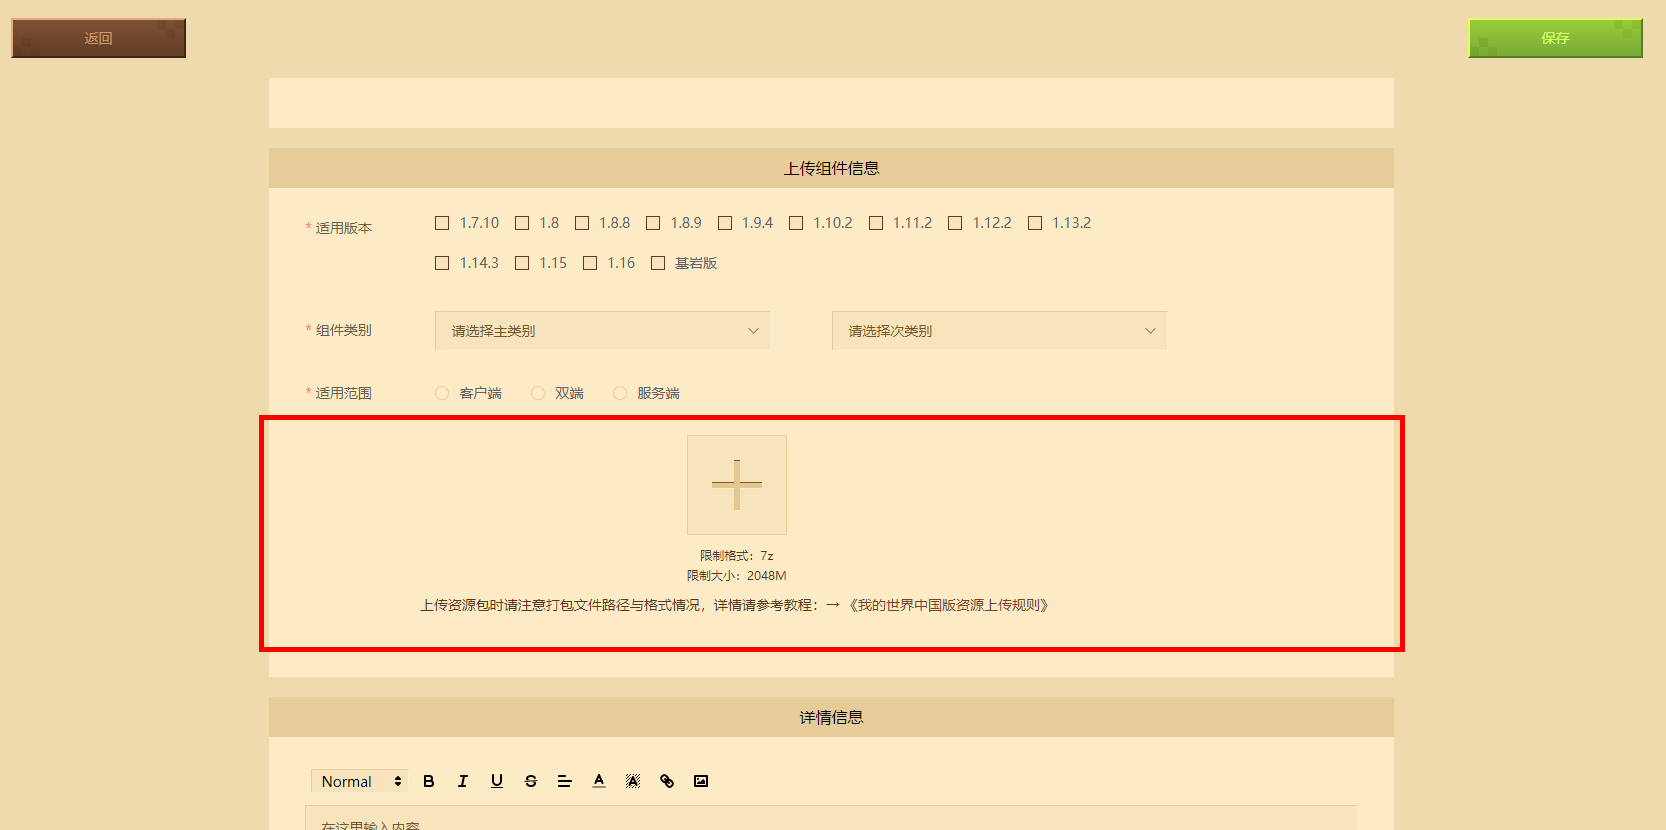 返回
保存
上传组件信息
* 适用版本
1.7.10 1.8 1.8.8 1.8.9 1.9.4 1.10.2 1.11.2 1.12.2 1.13.2
1.14.3 1.15 1.16 基岩版
* 组件类别 请选择主类别 请选择次类别
* 适用范围 客户端 双端 服务端
限制格式：7z
限制大小：2048M
上传资源包时请注意打包文件路径与格式情况，详情请参考教程：→ 《我的世界中国版资源上传规则》
详情信息
Normal B I U S A A
在这里输入内容